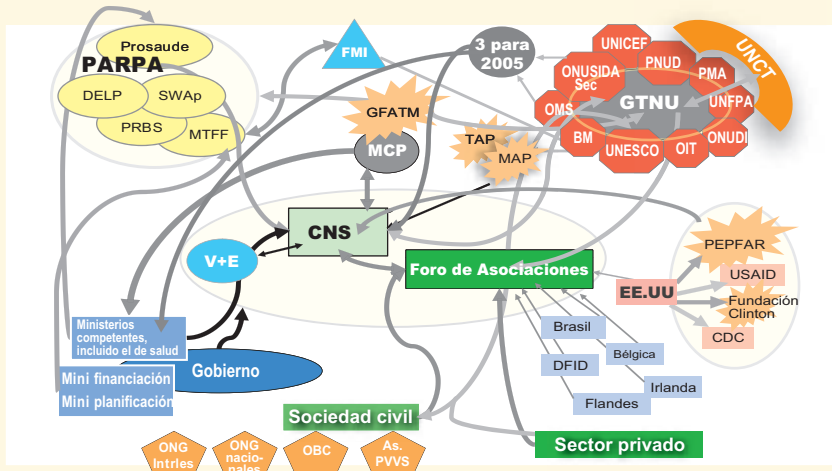 Prosaude
PARPA
DELP
SWAp
PRBS
MTFF
FMI
3 para
2005
GFATM
MCP
TAP
MAP
UNICEF
ONUSIDA
Sec
PNUD
PMA
OMS
GTNU
UNFPA
BM
UNESCO
OIT
ONUDI
UNCT
CNS
V+E
Foro de Asociaciones
EE.UU
PEPFAR
USAID
Fundación
Clinton
CDC
Ministerios
competentes,
incluido el de salud
Gobierno
Mini financiación
Mini planificación
Brasil
Bélgica
DFID
Irlanda
Flandes
Sociedad civil
Sector privado
ONG
Intrles
ONG
nacio-
nales
OBC
As.
PVVS